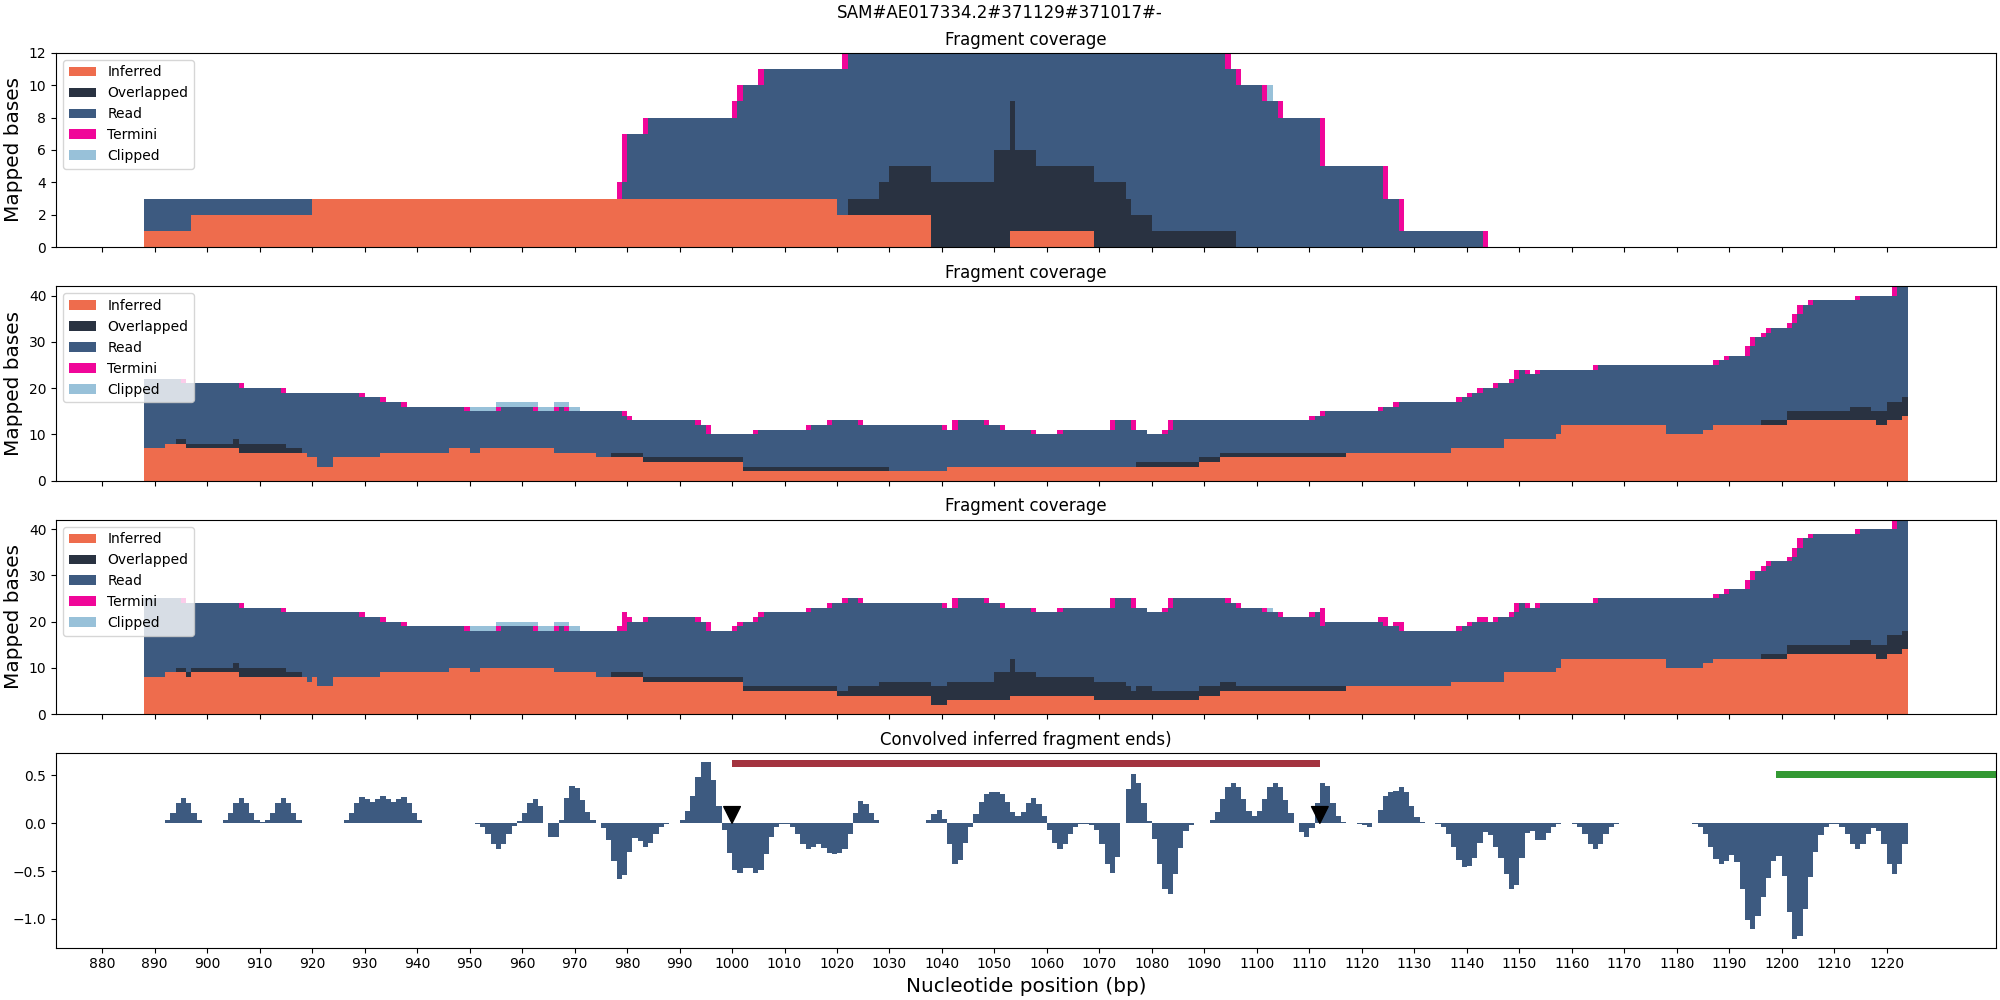 SAM#AE017334.2#371129#371017#-
Fragment coverage
12
10
8
6
4
2
0
Mapped bases
Inferred
Overlapped
Read
Termini
Clipped
Fragment coverage
40
30
20
10
0
Mapped bases
Inferred
Overlapped
Read
Termini
Clipped
Fragment coverage
40
30
20
10
0
Mapped bases
Inferred
Overlapped
Read
Termini
Clipped
Convolved inferred fragment ends)
0.5
0.0
−0.5
−1.0
880 890 900 910 920 930 940 950 960 970 980 990 1000 1010 1020 1030 1040 1050 1060 1070 1080 1090 1100 1110 1120 1130 1140 1150 1160 1170 1180 1190 1200 1210 1220
Nucleotide position (bp)